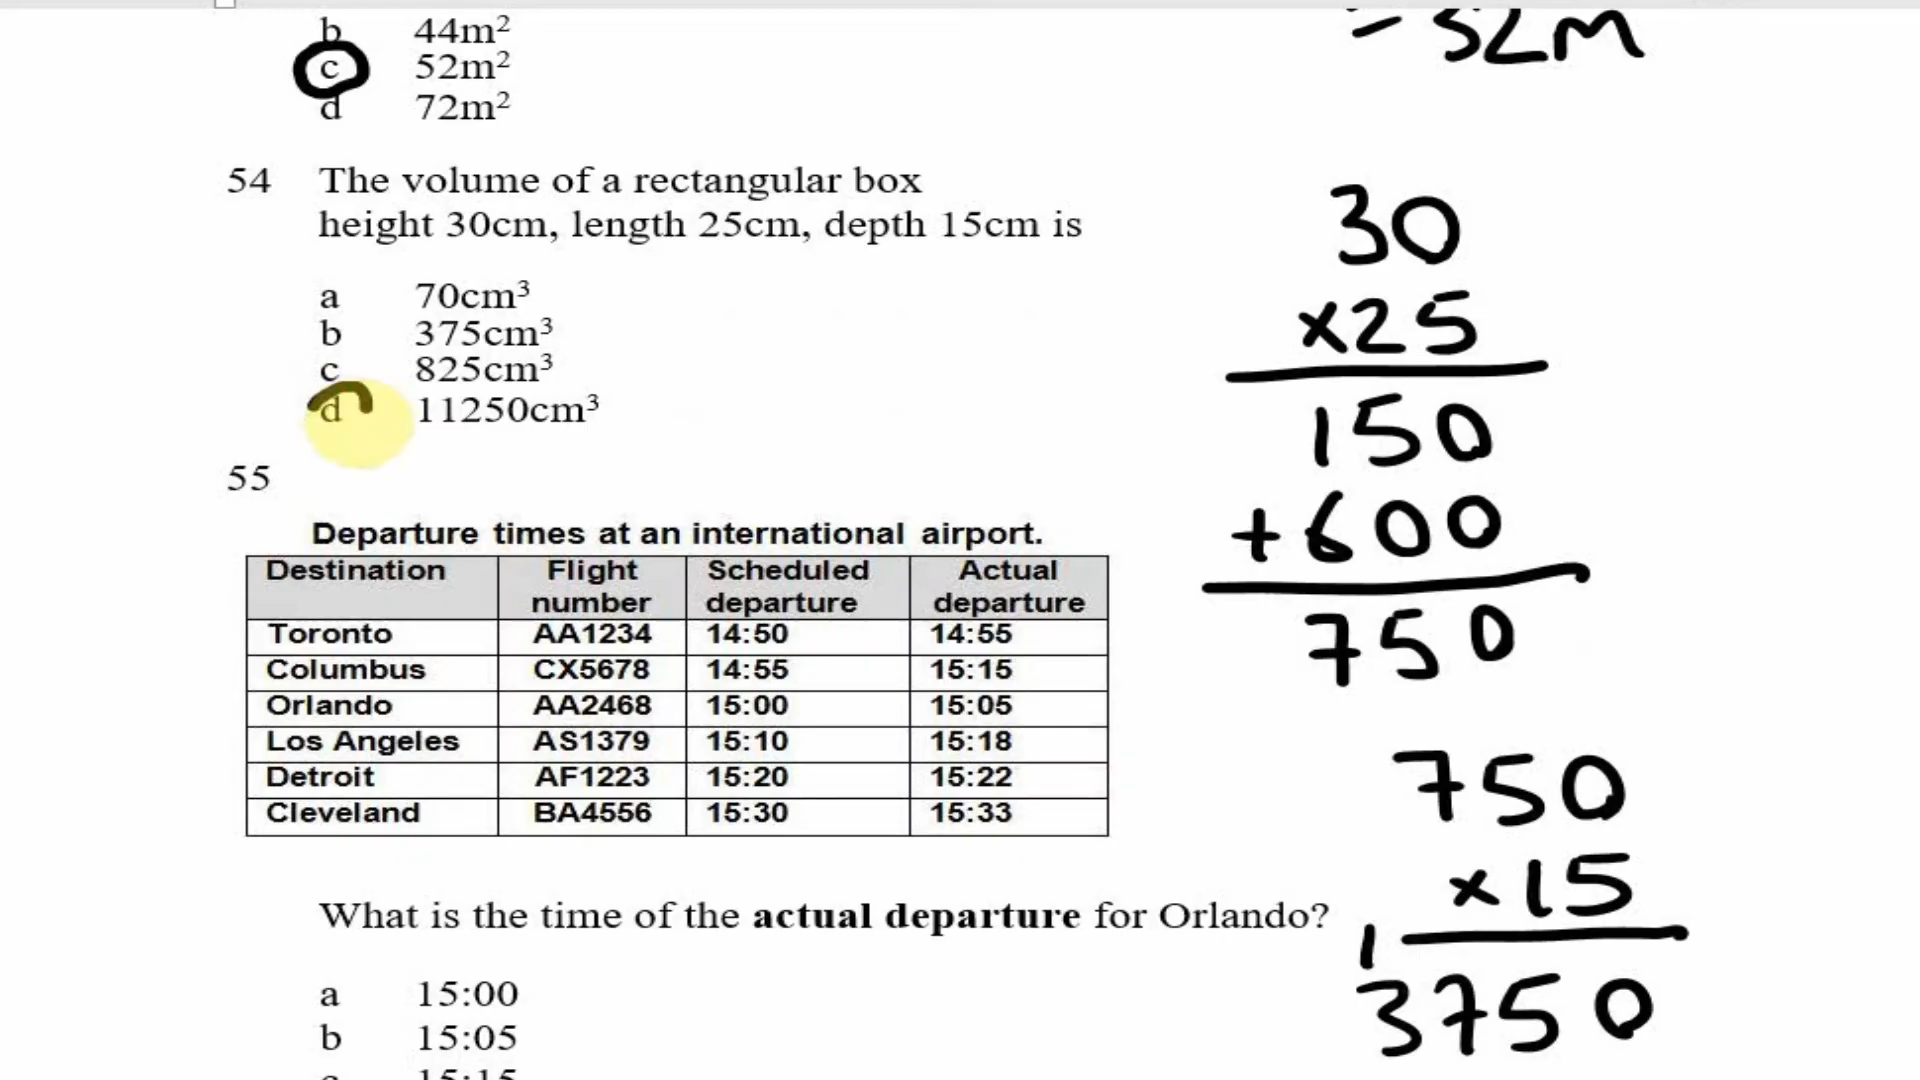 b 44m²
c 52m²
d 72m²
= 52m
54 The volume of a rectangular box
height 30cm, length 25cm, depth 15cm is
a 70cm³
b 375cm³
c 825cm³
d 11250cm³
30
×25
150
+600
750
750
×15
1
3750
55
Departure times at an international airport.
Destination Flight number Scheduled departure Actual departure
Toronto AA1234 14:50 14:55
Columbus CX5678 14:55 15:15
Orlando AA2468 15:00 15:05
Los Angeles AS1379 15:10 15:18
Detroit AF1223 15:20 15:22
Cleveland BA4556 15:30 15:33
What is the time of the actual departure for Orlando?
a 15:00
b 15:05
c 15:15